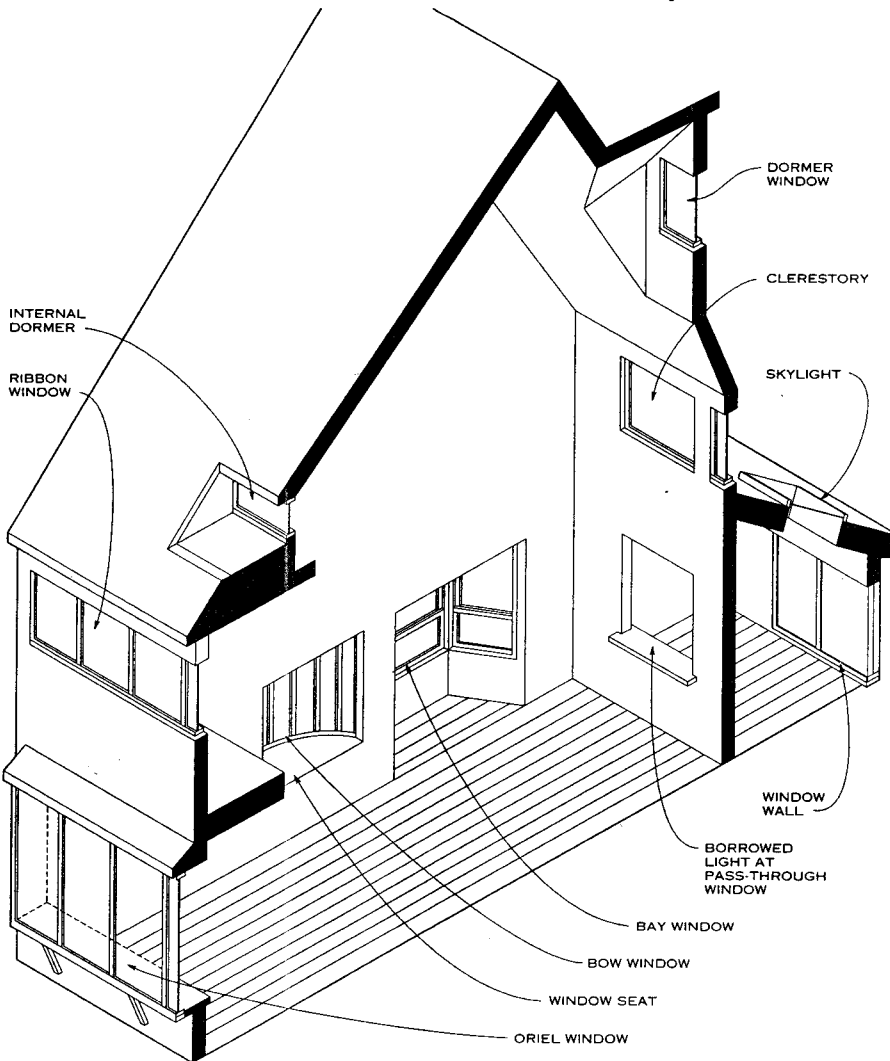 DORMER
WINDOW
CLERESTORY
INTERNAL
DORMER
RIBBON
WINDOW
SKYLIGHT
WINDOW
WALL
BORROWED
LIGHT AT
PASS-THROUGH
WINDOW
BAY WINDOW
BOW WINDOW
WINDOW SEAT
ORIEL WINDOW